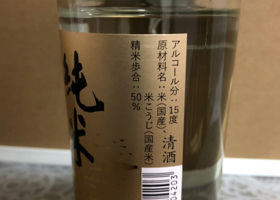 清酒
アルコール分:15度
原材料名:米(国産)、
米こうじ(国産米)
精米歩合:50%
純米
04203